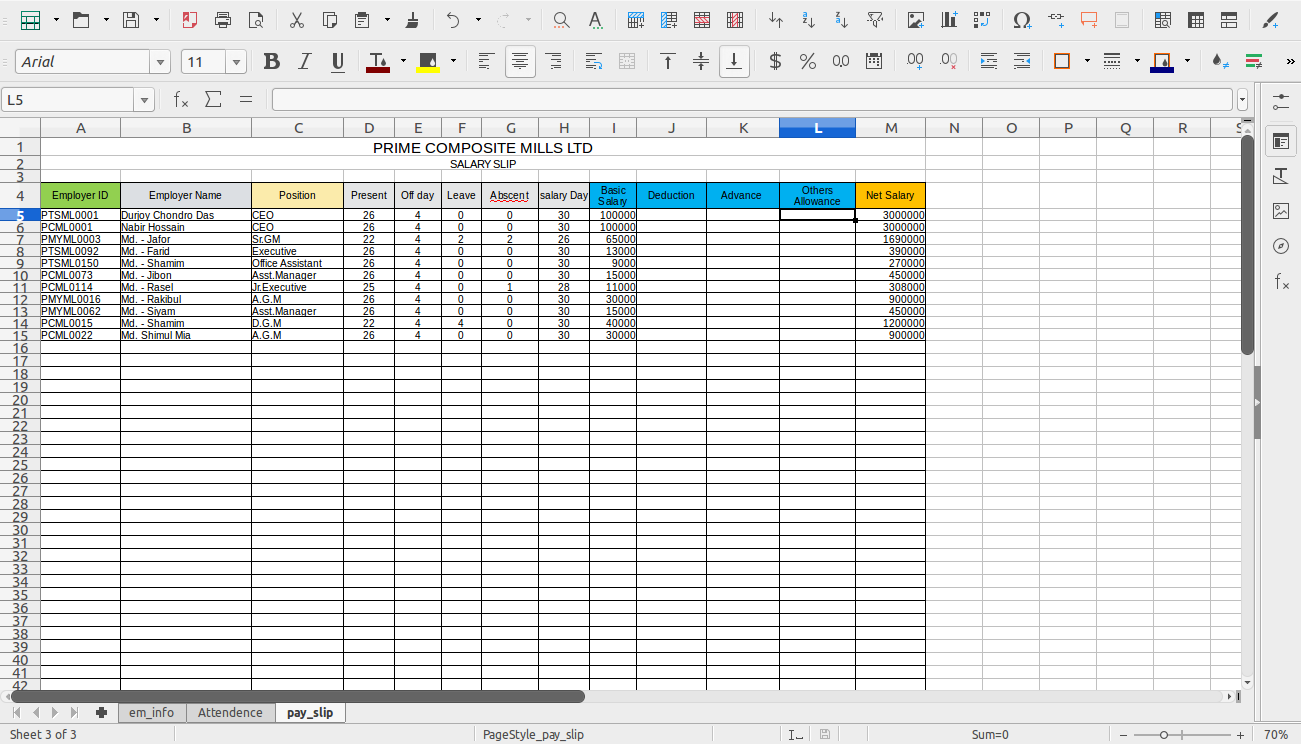 Arial 11
L5
A B C D E F G H I J K L M N O P Q R S
1 PRIME COMPOSITE MILLS LTD
2 SALARY SLIP
3
4 Employer ID Employer Name Position Present Off day Leave Abscent salary Day Basic Salary Deduction Advance Others Allowance Net Salary
5 PTSML0001 Durjoy Chondro Das CEO 26 4 0 0 30 100000 3000000
6 PCML0001 Nabir Hossain CEO 26 4 0 0 30 100000 3000000
7 PMYML0003 Md. - Jafor Sr.GM 22 4 2 2 26 65000 1690000
8 PTSML0092 Md. - Farid Executive 26 4 0 0 30 13000 390000
9 PTSML0150 Md. - Shamim Office Assistant 26 4 0 0 30 9000 270000
10 PCML0073 Md. - Jibon Asst.Manager 26 4 0 0 30 15000 450000
11 PCML0114 Md. - Rasel Jr.Executive 25 4 0 1 28 11000 308000
12 PMYML0016 Md. - Rakibul A.G.M 26 4 0 0 30 30000 900000
13 PMYML0062 Md. - Siyam Asst.Manager 26 4 0 0 30 15000 450000
14 PCML0015 Md. - Shamim D.G.M 22 4 4 0 30 40000 1200000
15 PCML0022 Md. Shimul Mia A.G.M 26 4 0 0 30 30000 900000
16
17
18
19
20
21
22
23
24
25
26
27
28
29
30
31
32
33
34
35
36
37
38
39
40
41
42
em_info Attendence pay_slip
Sheet 3 of 3 PageStyle_pay_slip Sum=0 70%